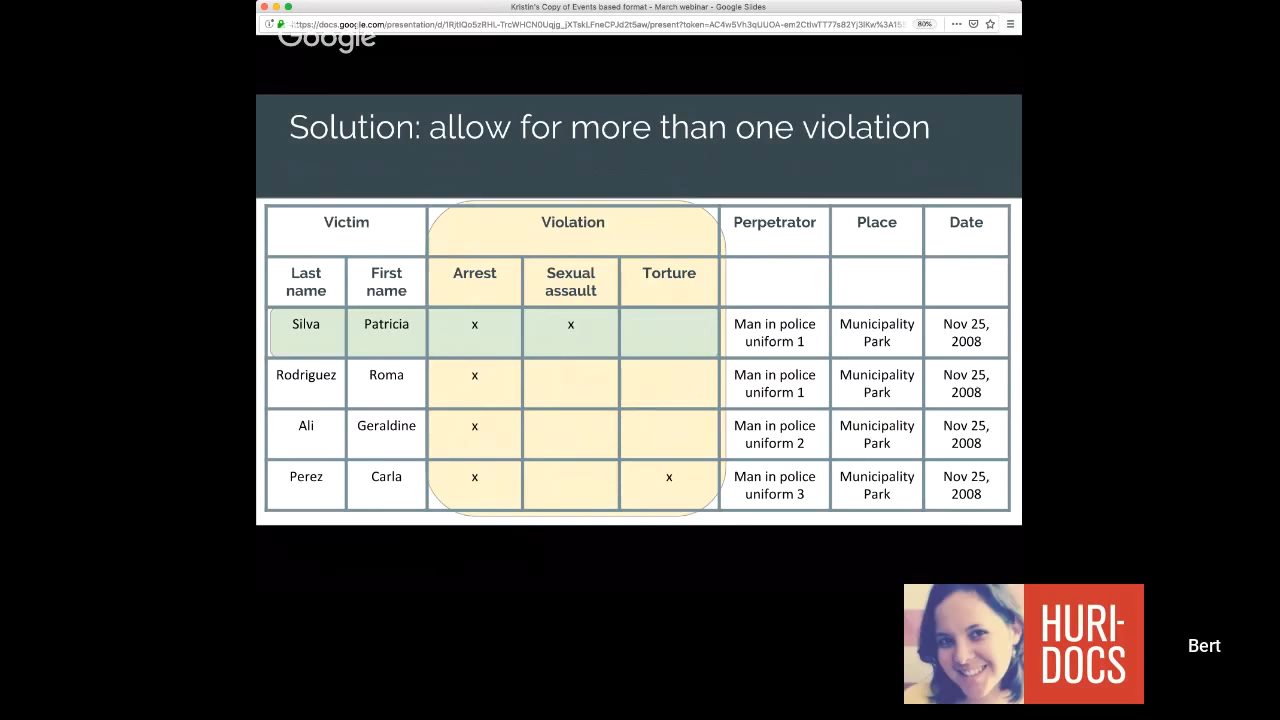 Kristin's Copy of Events based format - March webinar - Google Slides
80%
Google
Solution: allow for more than one violation
Victim Violation Perpetrator Place Date
Last name First name Arrest Sexual assault Torture
Silva Patricia x x Man in police uniform 1 Municipality Park Nov 25, 2008
Rodriguez Roma x Man in police uniform 1 Municipality Park Nov 25, 2008
Ali Geraldine x Man in police uniform 2 Municipality Park Nov 25, 2008
Perez Carla x x Man in police uniform 3 Municipality Park Nov 25, 2008
HURI-
DOCS
Bert